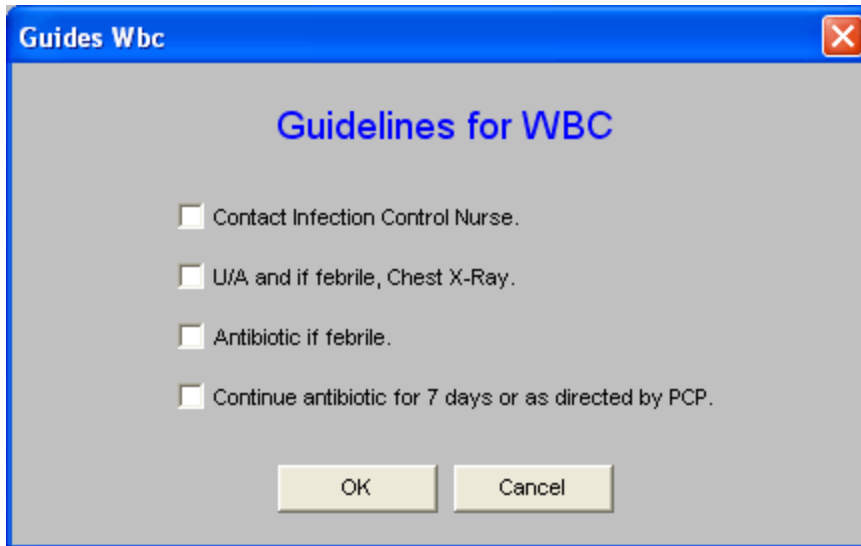 Guides Wbc
Guidelines for WBC
Contact Infection Control Nurse.
U/A and if febrile, Chest X-Ray.
Antibiotic if febrile.
Continue antibiotic for 7 days or as directed by PCP.
OK Cancel